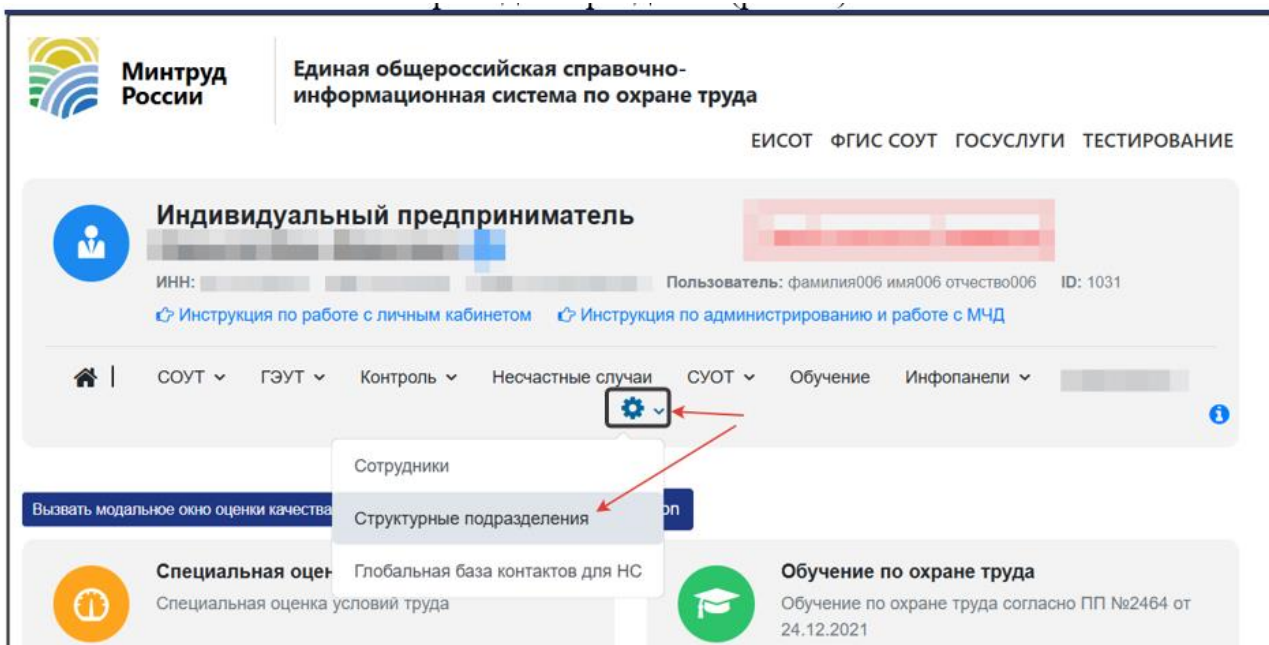 Минтруд
России
Единая общероссийская справочно-
информационная система по охране труда
ЕИСОТ ФГИС СОУТ ГОСУСЛУГИ ТЕСТИРОВАНИЕ
Индивидуальный предприниматель
ИНН:
Пользователь: фамилия006 имя006 отчество006 ID: 1031
Инструкция по работе с личным кабинетом Инструкция по администрированию и работе с МЧД
СОУТ ГЭУТ Контроль Несчастные случаи СУОТ Обучение Инфопанели
Сотрудники
Вызвать модальное окно оценки качества
Структурные подразделения
Глобальная база контактов для НС
Специальная
Специальная оценка условий труда
Обучение по охране труда
Обучение по охране труда согласно ПП №2464 от
24.12.2021